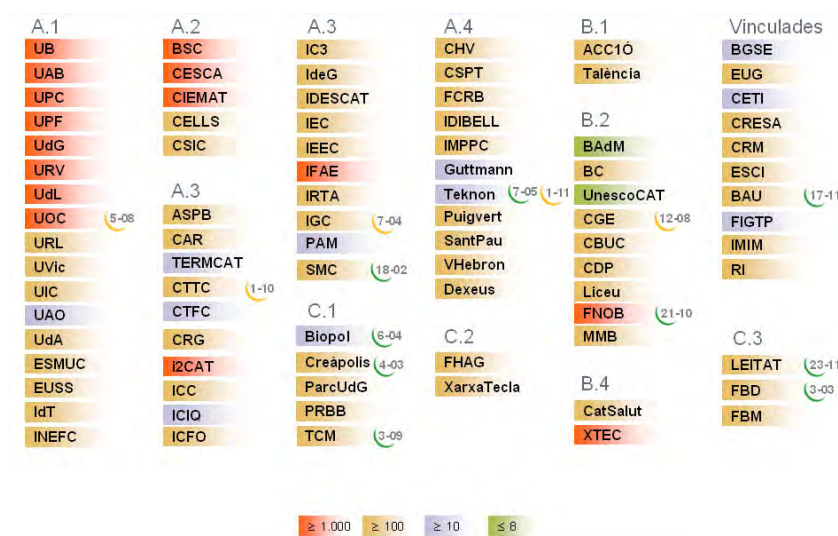 A.1
UB
UAB
UPC
UPF
UdG
URV
UdL
UOC 5-08
URL
UVic
UIC
UAO
UdA
ESMUC
EUSS
IdT
INEFC
A.2
BSC
CESCA
CIEMAT
CELLS
CSIC
A.3
ASPB
CAR
TERMCAT
CTTC 1-10
CTFC
CRG
i2CAT
ICC
ICIQ
ICFO
A.3
IC3
IdeG
IDESCAT
IEC
IEEC
IFAE
IRTA
IGC 7-04
PAM
SMC 18-02
C.1
Biopol 6-04
Creàpolis 4-03
ParcUdG
PRBB
TCM 3-09
A.4
CHV
CSPT
FCRB
IDIBELL
IMPPC
Guttmann
Teknon 7-05 1-11
Puigvert
SantPau
VHebron
Dexeus
C.2
FHAG
XarxaTecla
B.1
ACC1Ó
Talència
B.2
BAdM
BC
UnescoCAT
CGE 12-08
CBUC
CDP
Liceu
FNOB 21-10
MMB
B.4
CatSalut
XTEC
Vinculades
BGSE
EUG
CETI
CRESA
CRM
ESCI
BAU 17-11
FIGTP
IMIM
RI
C.3
LEITAT 23-11
FBD 3-03
FBM
≥ 1.000 ≥ 100 ≥ 10 ≤ 8